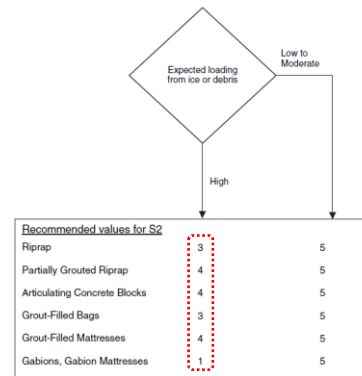 Expected loading
from ice or debris
Low to
Moderate
High
Recommended values for S2
Riprap 3 5
Partially Grouted Riprap 4 5
Articulating Concrete Blocks 4 5
Grout-Filled Bags 3 5
Grout-Filled Mattresses 4 5
Gabions, Gabion Mattresses 1 5